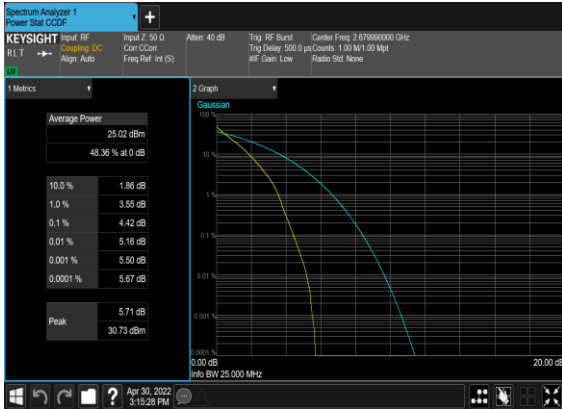 Spectrum Analyzer 1
Power Stat CCDF
KEYSIGHT
RLT
Input: RF
Coupling: DC
Align: Auto
Input Z: 50 Ω
Corr CCorr
Freq Ref: Int (S)
Atten: 40 dB
Trig: RF Burst
Trig Delay: 500.0 µs
#IF Gain: Low
Center Freq: 2.679990000 GHz
Counts: 1.00 M/1.00 Mpt
Radio Std: None
1 Metrics
Average Power
25.02 dBm
48.36 % at 0 dB
10.0 % 1.86 dB
1.0 % 3.55 dB
0.1 % 4.42 dB
0.01 % 5.16 dB
0.001 % 5.50 dB
0.0001 % 5.67 dB
Peak
5.71 dB
30.73 dBm
2 Graph
Gaussian
100 %
10 %
1 %
0.1 %
0.01 %
0.001 %
0.0001 %
0.00 dB
20.00 dB
Info BW 25.000 MHz
?
Apr 30, 2022
3:15:28 PM